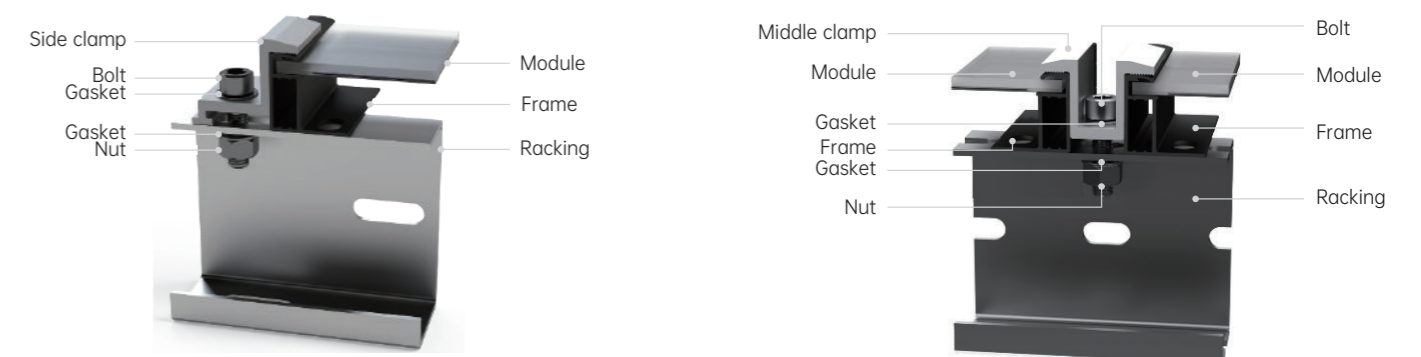 Side clamp
Bolt
Gasket
Gasket
Nut
Module
Frame
Racking
Middle clamp
Module
Gasket
Frame
Gasket
Nut
Bolt
Module
Frame
Racking